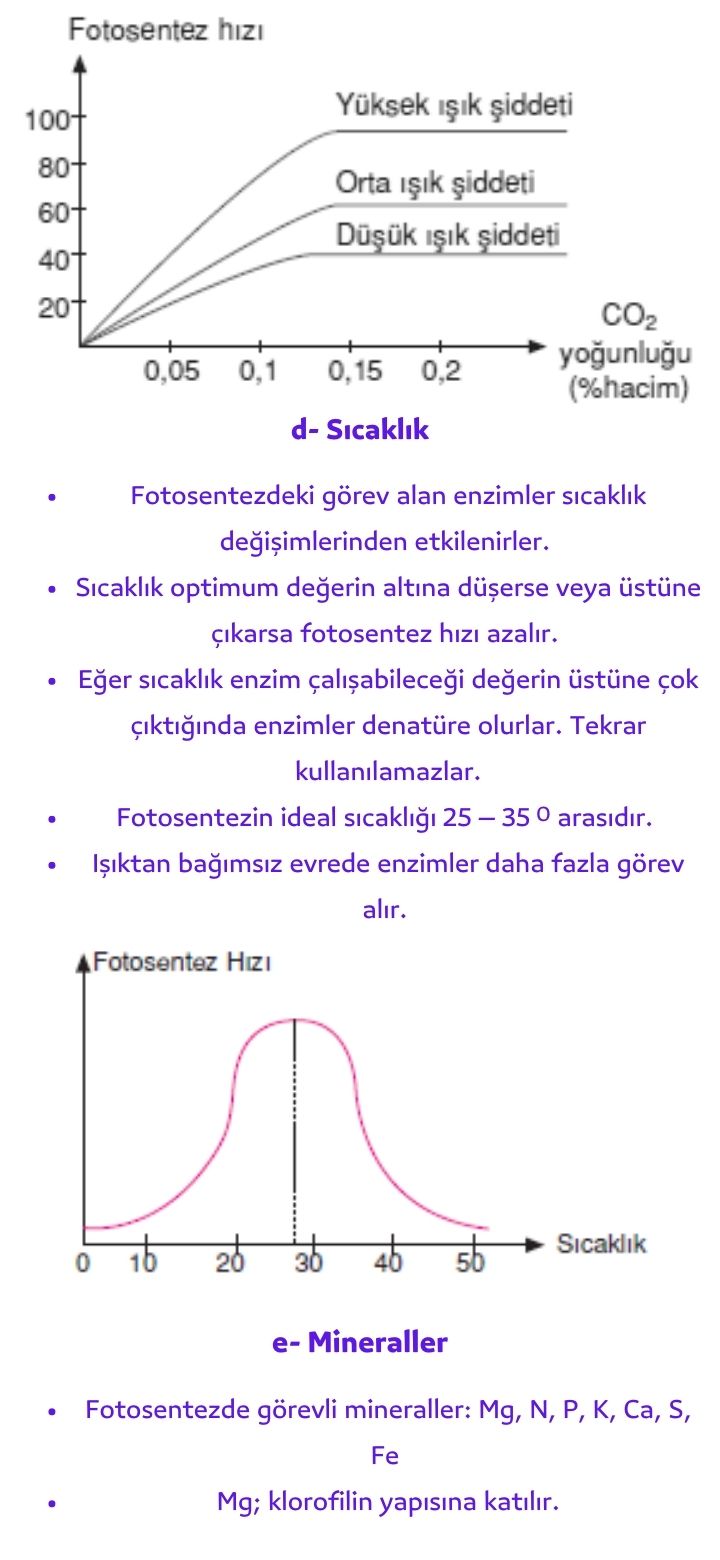 Fotosentez hızı
Yüksek ışık şiddeti
100
80
Orta ışık şiddeti
60
Düşük ışık şiddeti
40
20
CO₂
yoğunluğu
(%hacim)
0,05 0,1 0,15 0,2
d- Sıcaklık
• Fotosentezdeki görev alan enzimler sıcaklık
değişimlerinden etkilenirler.
• Sıcaklık optimum değerin altına düşerse veya üstüne
çıkarsa fotosentez hızı azalır.
• Eğer sıcaklık enzim çalışabileceği değerin üstüne çok
çıktığında enzimler denatüre olurlar. Tekrar
kullanılamazlar.
• Fotosentezin ideal sıcaklığı 25 – 35 º arasıdır.
• Işıktan bağımsız evrede enzimler daha fazla görev
alır.
Fotosentez Hızı
Sıcaklık
0 10 20 30 40 50
e- Mineraller
• Fotosentezde görevli mineraller: Mg, N, P, K, Ca, S,
Fe
• Mg; klorofilin yapısına katılır.